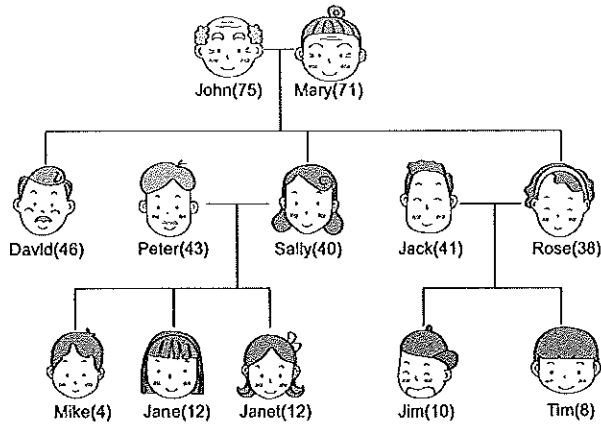 John(75) Mary(71)
David(46) Peter(43) Sally(40) Jack(41) Rose(38)
Mike(4) Jane(12) Janet(12) Jim(10) Tim(8)